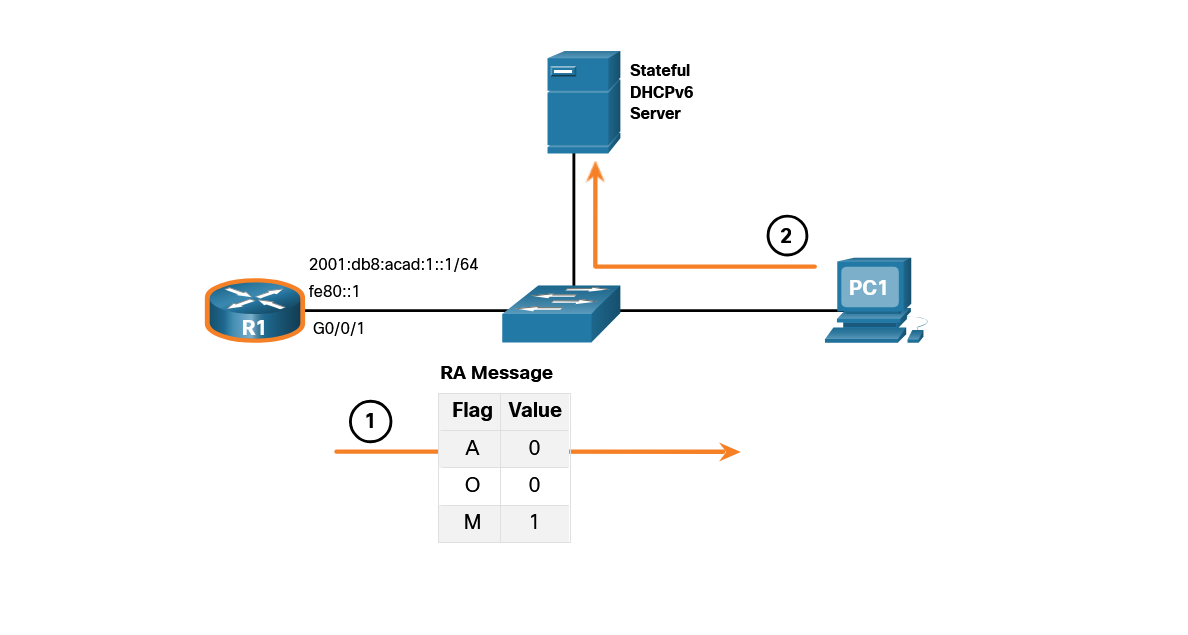 Stateful
DHCPv6
Server
2
2001:db8:acad:1::1/64
fe80::1
PC1
R1
G0/0/1
RA Message
1
Flag Value
A 0
O 0
M 1